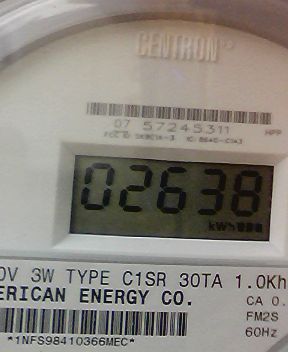 CENTRON
07 57245311
HPP
02638
kWh
0V 3W TYPE C1SR 30TA 1.0Kh
ERICAN ENERGY CO.
CA 0.
FM2S
60Hz
*1NFS98410366MEC*